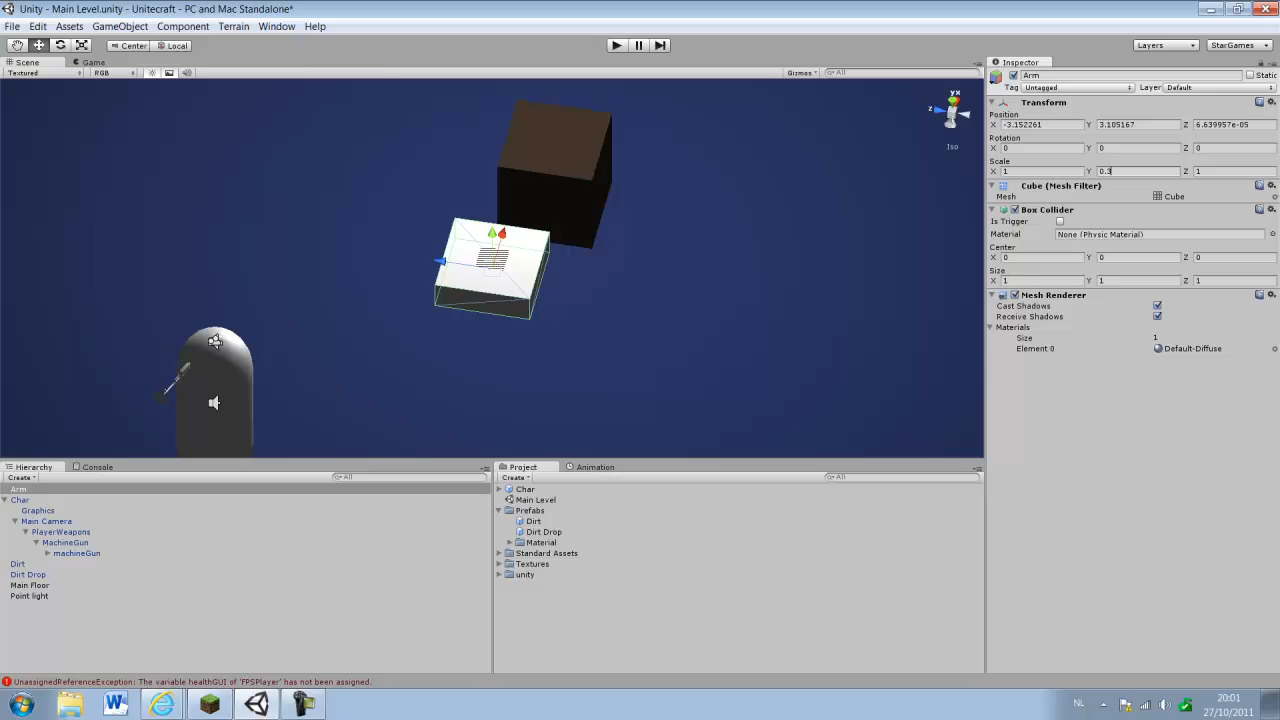 Unity - Main Level.unity - Unitecraft - PC and Mac Standalone*
File Edit Assets GameObject Component Terrain Window Help
Center Local Layers StarGames
Scene Game Inspector
Textured RGB Gizmos All
Arm Static
Tag Untagged Layer Default
Transform
Position
X -3.152261 Y 3.105167 Z 6.639957e-05
Rotation
X 0 Y 0 Z 0
Scale
X 1 Y 0.3 Z 1
Cube (Mesh Filter)
Mesh Cube
Box Collider
Is Trigger
Material None (Physic Material)
Center
X 0 Y 0 Z 0
Size
X 1 Y 1 Z 1
Mesh Renderer
Cast Shadows
Receive Shadows
Materials
Size 1
Element 0 Default-Diffuse
yx
z
Iso
Hierarchy Console
Create All
Arm
Char
Graphics
Main Camera
PlayerWeapons
MachineGun
machineGun
Dirt
Dirt Drop
Main Floor
Point light
Project Animation
Create All
Char
Main Level
Prefabs
Dirt
Dirt Drop
Material
Standard Assets
Textures
unity
UnassignedReferenceException: The variable healthGUI of 'FPSPlayer' has not been assigned.
NL
20:01
27/10/2011